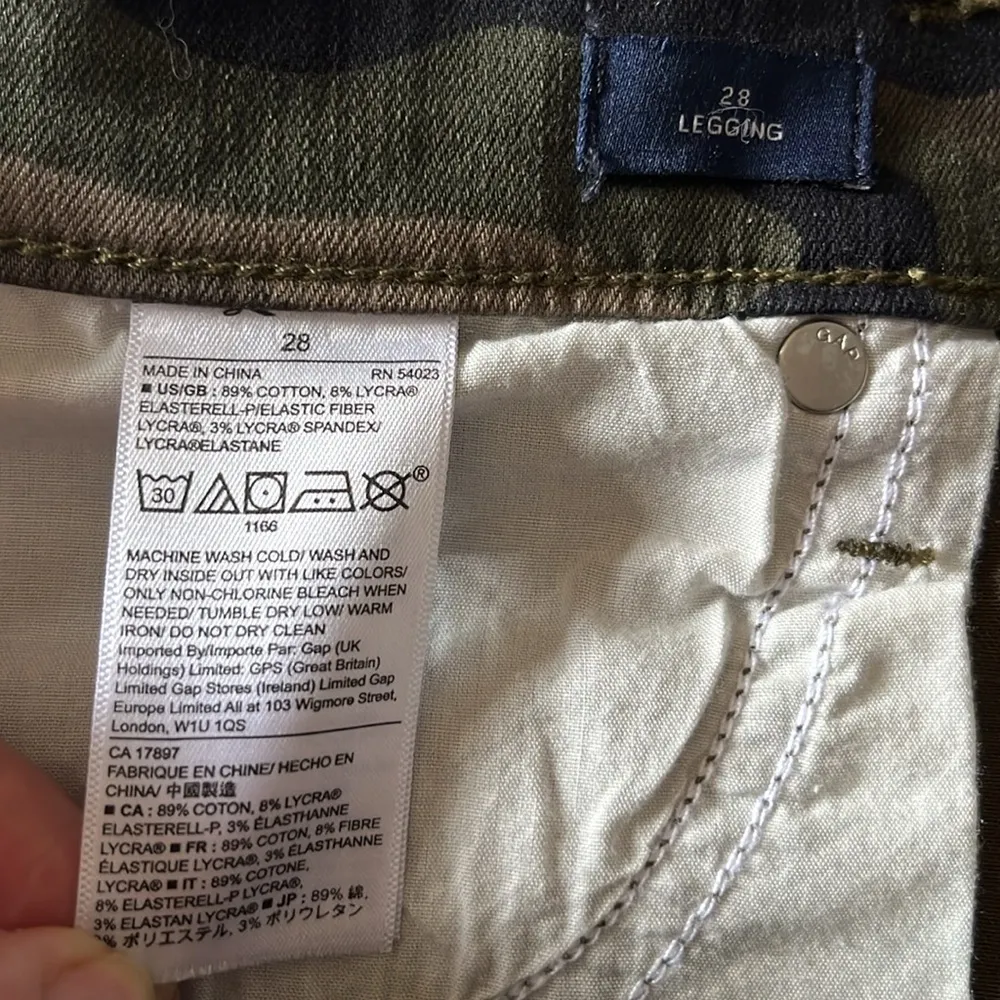 28
LEGGING
GAP
28
MADE IN CHINA RN 54023
■ US/GB : 89% COTTON, 8% LYCRA®
ELASTERELL-P/ELASTIC FIBER
LYCRA®, 3% LYCRA® SPANDEX/
LYCRA®ELASTANE
30
®
1166
MACHINE WASH COLD/ WASH AND
DRY INSIDE OUT WITH LIKE COLORS/
ONLY NON-CHLORINE BLEACH WHEN
NEEDED/ TUMBLE DRY LOW/ WARM
IRON/ DO NOT DRY CLEAN
Imported By/Importe Par: Gap (UK
Holdings) Limited: GPS (Great Britain)
Limited Gap Stores (Ireland) Limited Gap
Europe Limited All at 103 Wigmore Street,
London, W1U 1QS
CA 17897
FABRIQUE EN CHINE/ HECHO EN
CHINA/ 中國製造
■ CA : 89% COTON, 8% LYCRA®
ELASTERELL-P, 3% ÉLASTHANNE
LYCRA® ■ FR : 89% COTON, 8% FIBRE
ÉLASTIQUE LYCRA®, 3% ÉLASTHANNE
LYCRA® ■ IT : 89% COTONE,
8% ELASTERELL-P LYCRA®,
3% ELASTAN LYCRA® ■ JP : 89% 綿,
% ポリエステル, 3% ポリウレタン